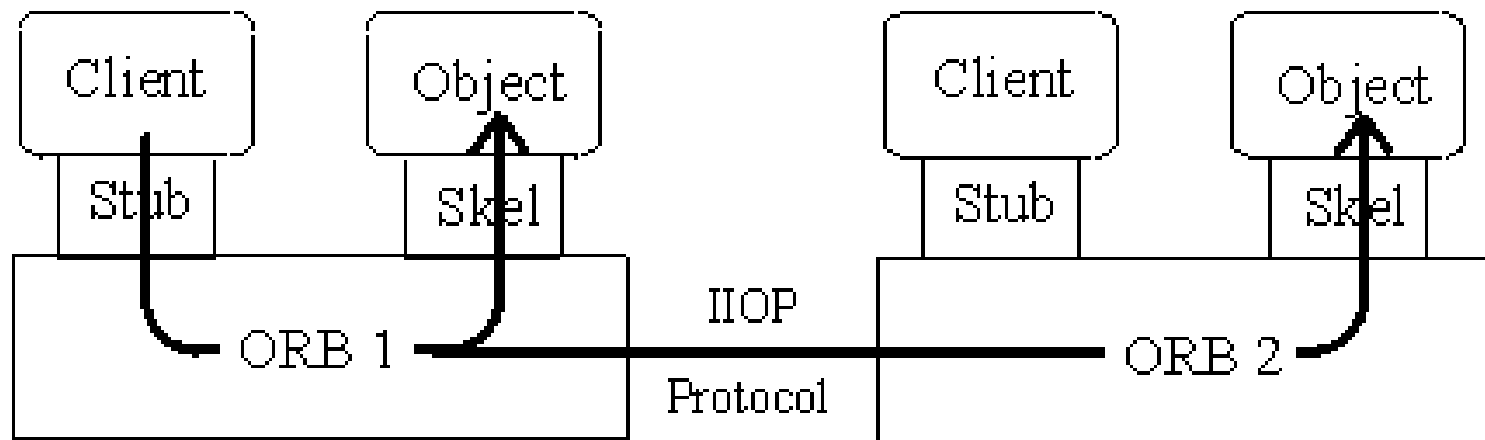 Client
Object
Client
Object
Stub
Skel
Stub
Skel
IIOP
ORB 1
ORB 2
Protocol